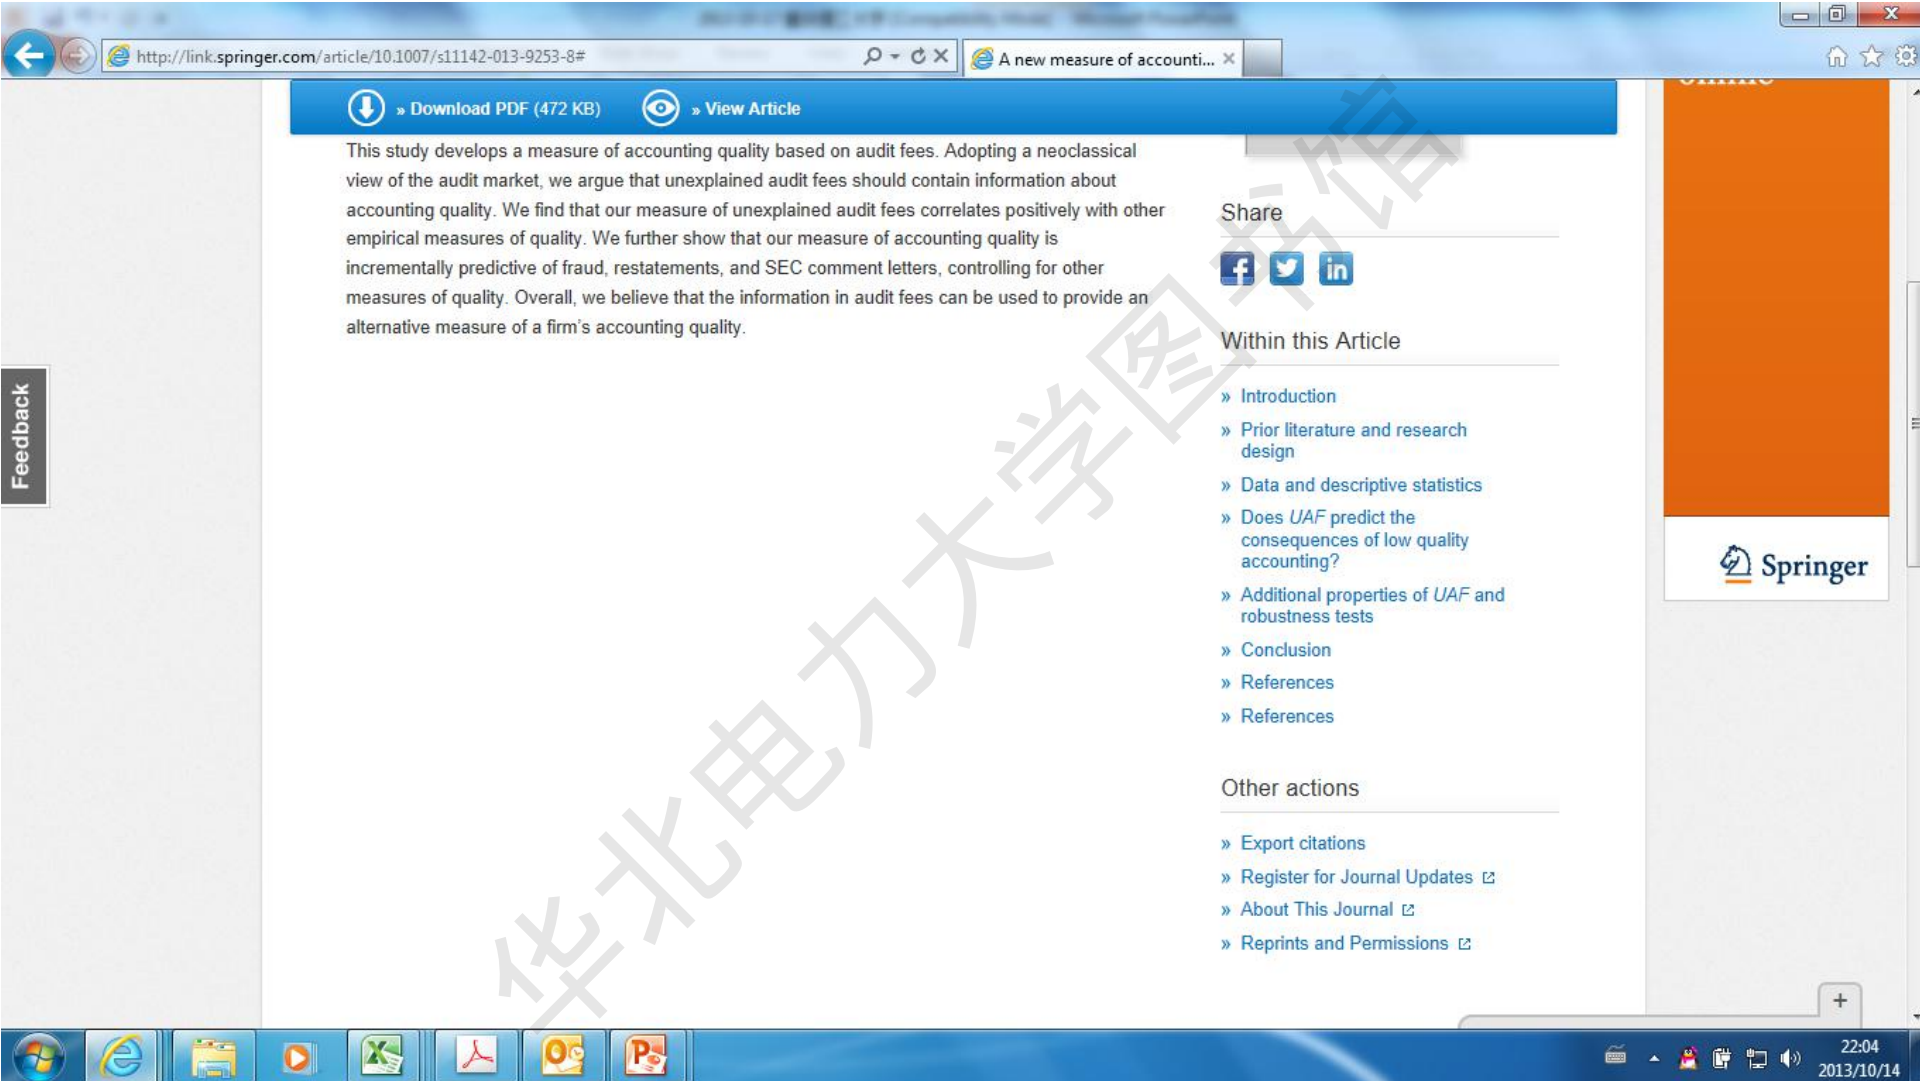 http://link.springer.com/article/10.1007/s11142-013-9253-8#
A new measure of accounti...
» Download PDF (472 KB)
» View Article
This study develops a measure of accounting quality based on audit fees. Adopting a neoclassical
view of the audit market, we argue that unexplained audit fees should contain information about
accounting quality. We find that our measure of unexplained audit fees correlates positively with other
empirical measures of quality. We further show that our measure of accounting quality is
incrementally predictive of fraud, restatements, and SEC comment letters, controlling for other
measures of quality. Overall, we believe that the information in audit fees can be used to provide an
alternative measure of a firm's accounting quality.
Share
Within this Article
» Introduction
» Prior literature and research
design
» Data and descriptive statistics
» Does UAF predict the
consequences of low quality
accounting?
» Additional properties of UAF and
robustness tests
» Conclusion
» References
» References
Other actions
» Export citations
» Register for Journal Updates
» About This Journal
» Reprints and Permissions
Springer
Feedback
华北电力大学图书馆
22:04
2013/10/14